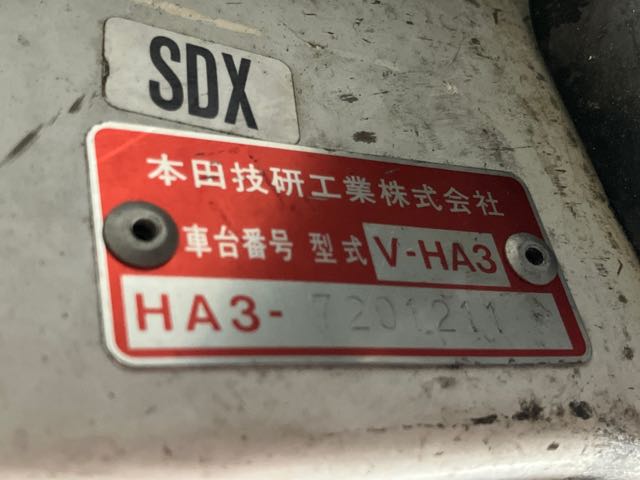 SDX
本田技研工業株式会社
車台番号 型式 V-HA3
HA3-7201211